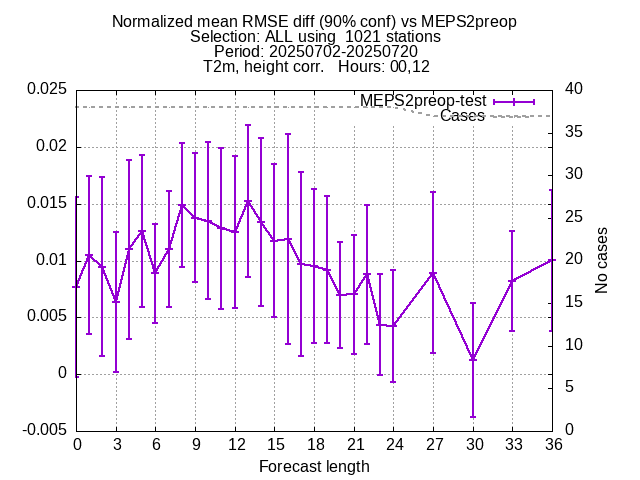 Normalized mean RMSE diff (90% conf) vs MEPS2preop
Selection: ALL using  1021 stations
Period: 20250702-20250720
T2m, height corr.   Hours: 00,12
0.025
0.02
0.015
0.01
0.005
0
-0.005
40
35
30
25
20
15
10
5
0
MEPS2preop-test
Cases
No cases
0 3 6 9 12 15 18 21 24 27 30 33 36
Forecast length